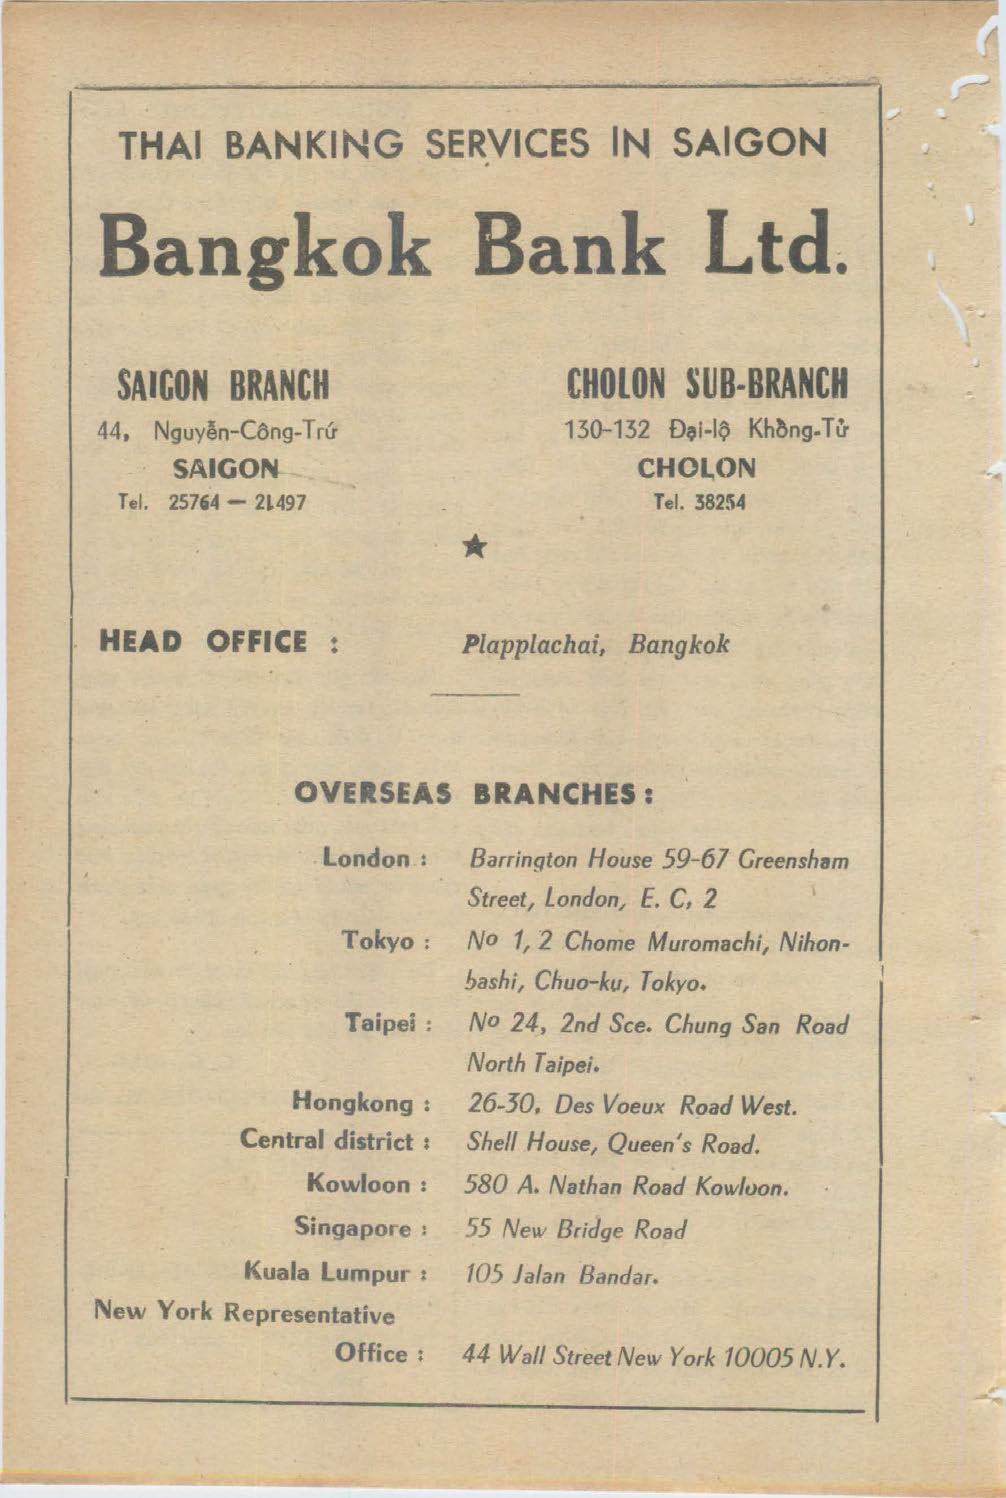 THAI BANKING SERVICES IN SAIGON
Bangkok Bank Ltd.
SAIGON BRANCH
44, Nguyễn-Công-Trứ
SAIGON
Tel. 25764 — 21497
CHOLON SUB-BRANCH
130-132 Đại-lộ Khổng-Tử
CHOLON
Tel. 38254
★
HEAD OFFICE : Plapplachai, Bangkok
OVERSEAS BRANCHES :
London : Barrington House 59-67 Greensham
Street, London, E. C, 2
Tokyo : Nº 1, 2 Chome Muromachi, Nihon-
bashi, Chuo-ku, Tokyo.
Taipei : Nº 24, 2nd Sce. Chung San Road
North Taipei.
Hongkong : 26-30, Des Voeux Road West.
Central district : Shell House, Queen's Road.
Kowloon : 580 A. Nathan Road Kowloon.
Singapore : 55 New Bridge Road
Kuala Lumpur : 105 Jalan Bandar.
New York Representative
Office : 44 Wall Street New York 10005 N.Y.